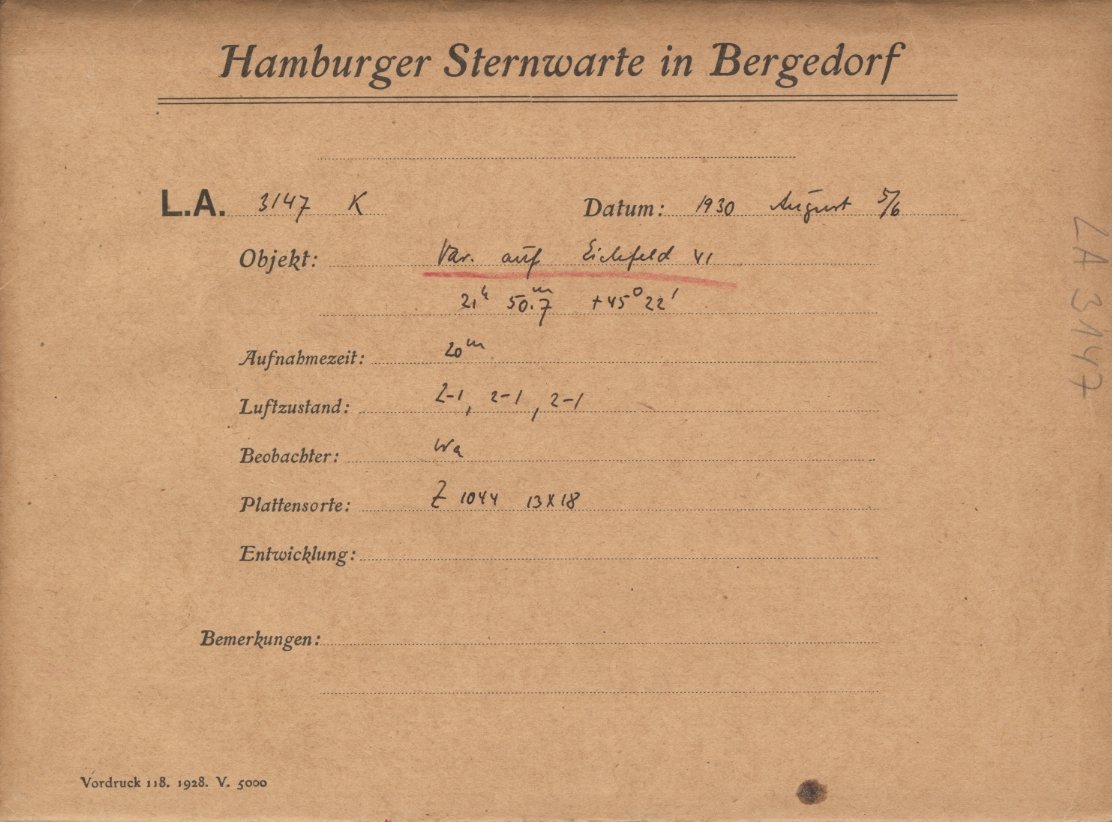 Hamburger Sternwarte in Bergedorf
L.A. 3147 K Datum: 1930 August 5/6
Objekt: Var. auf Eichfeld VI
21h 50.m7 +45° 22'
Aufnahmezeit: 20m
Luftzustand: 2-1, 2-1, 2-1
Beobachter: Wa
Plattensorte: Z 1044 13X18
Entwicklung:
Bemerkungen:
Vordruck 118. 1928. V. 5000
LA 3147